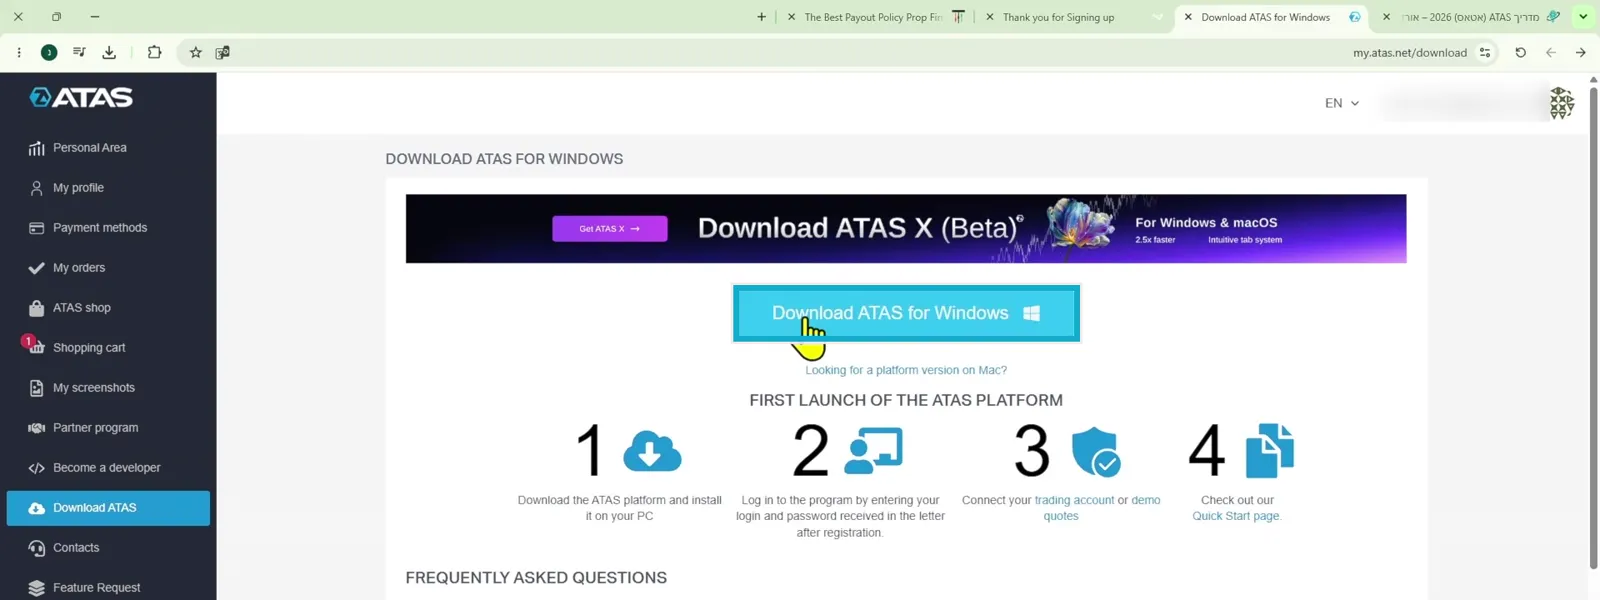 The Best Payout Policy Prop Fin
Thank you for Signing up
Download ATAS for Windows
מדריך ATAS (אטאס) 2026 – אורי
my.atas.net/download
ATAS
EN
Personal Area
My profile
Payment methods
My orders
ATAS shop
1
Shopping cart
My screenshots
Partner program
Become a developer
Download ATAS
Contacts
Feature Request
DOWNLOAD ATAS FOR WINDOWS
Get ATAS X →
Download ATAS X (Beta)
For Windows & macOS
2.5x faster
Intuitive tab system
Download ATAS for Windows
Looking for a platform version on Mac?
FIRST LAUNCH OF THE ATAS PLATFORM
1
Download the ATAS platform and install
it on your PC
2
Log in to the program by entering your
login and password received in the letter
after registration.
3
Connect your trading account or demo
quotes
4
Check out our
Quick Start page.
FREQUENTLY ASKED QUESTIONS